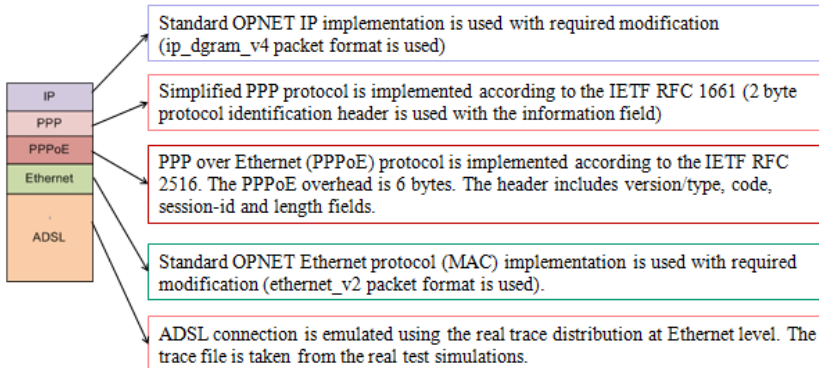 Standard OPNET IP implementation is used with required modification
(ip_dgram_v4 packet format is used)
IP
Simplified PPP protocol is implemented according to the IETF RFC 1661 (2 byte
protocol identification header is used with the information field)
PPP
PPPoE
PPP over Ethernet (PPPoE) protocol is implemented according to the IETF RFC
2516. The PPPoE overhead is 6 bytes. The header includes version/type, code,
session-id and length fields.
Ethernet
ADSL
Standard OPNET Ethernet protocol (MAC) implementation is used with required
modification (ethernet_v2 packet format is used).
ADSL connection is emulated using the real trace distribution at Ethernet level. The
trace file is taken from the real test simulations.